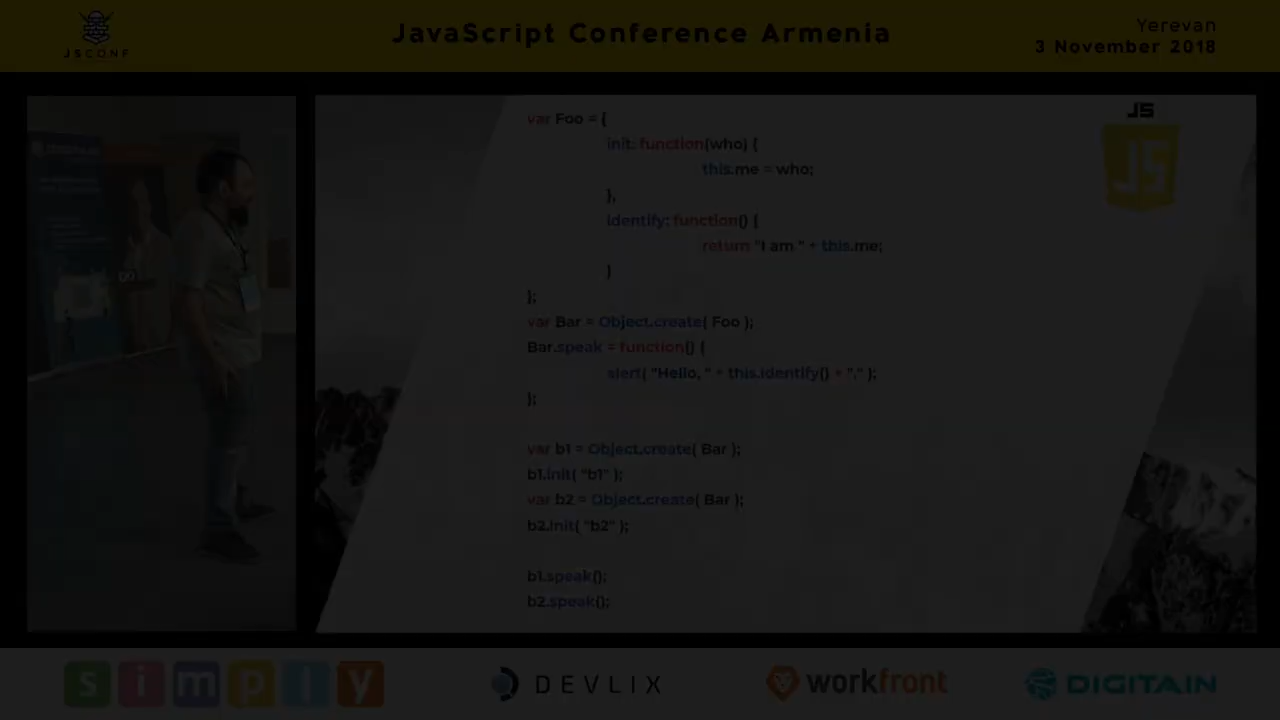 JSCONF
JavaScript Conference Armenia
Yerevan
3 November 2018
JS
var Foo = {
init: function(who) {
this.me = who;
},
identify: function() {
return "I am " + this.me;
}
};
var Bar = Object.create( Foo );
Bar.speak = function() {
alert( "Hello, " + this.identify() + "." );
};
var b1 = Object.create( Bar );
b1.init( "b1" );
var b2 = Object.create( Bar );
b2.init( "b2" );
b1.speak();
b2.speak();
simply
DEVLIX
workfront
DIGITAIN